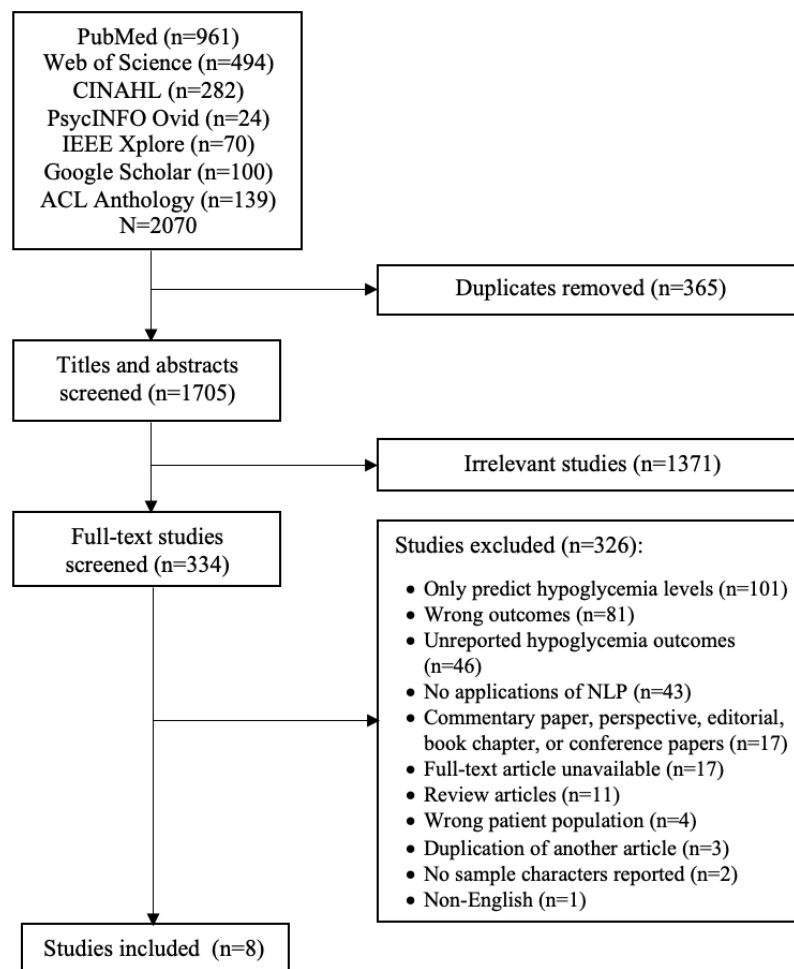 PubMed (n=961)
Web of Science (n=494)
CINAHL (n=282)
PsycINFO Ovid (n=24)
IEEE Xplore (n=70)
Google Scholar (n=100)
ACL Anthology (n=139)
N=2070
Duplicates removed (n=365)
Titles and abstracts
screened (n=1705)
Irrelevant studies (n=1371)
Full-text studies
screened (n=334)
Studies excluded (n=326):
• Only predict hypoglycemia levels (n=101)
• Wrong outcomes (n=81)
• Unreported hypoglycemia outcomes
(n=46)
• No applications of NLP (n=43)
• Commentary paper, perspective, editorial,
book chapter, or conference papers (n=17)
• Full-text article unavailable (n=17)
• Review articles (n=11)
• Wrong patient population (n=4)
• Duplication of another article (n=3)
• No sample characters reported (n=2)
• Non-English (n=1)
Studies included (n=8)